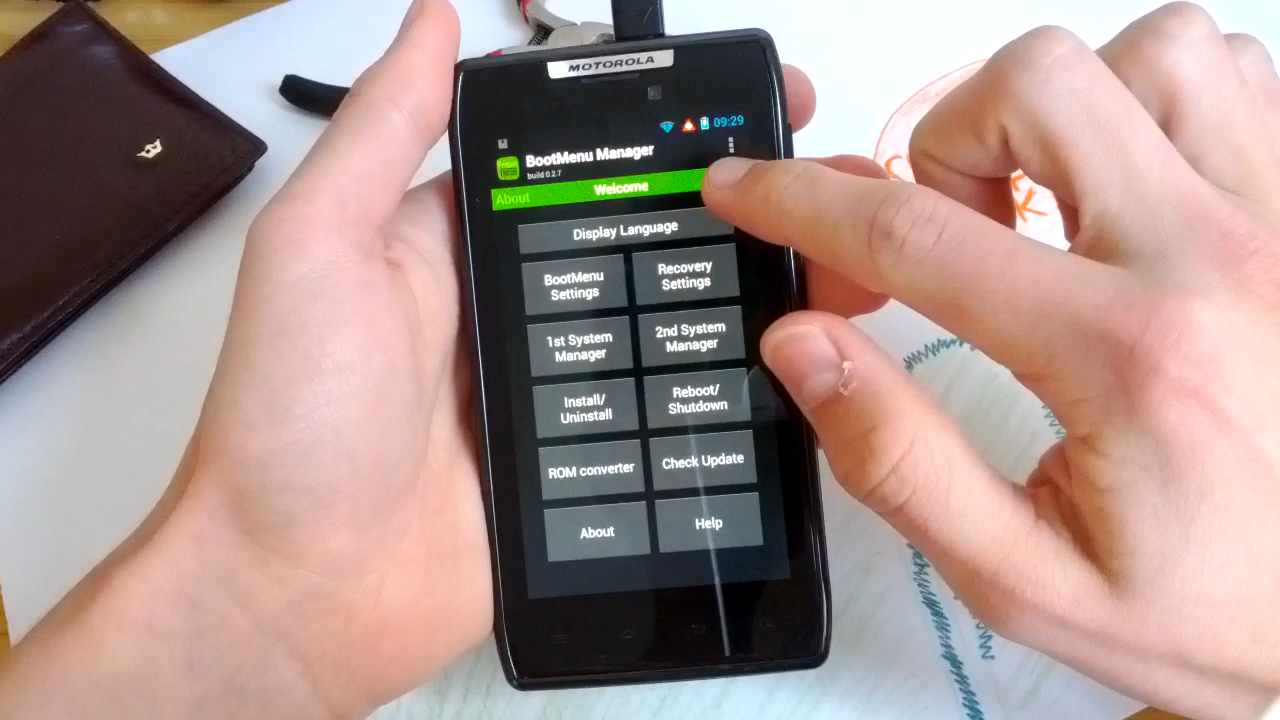 MOTOROLA
09:29
BootMenu Manager
build 0.2.7
About
Welcome
Display Language
BootMenu
Settings
Recovery
Settings
1st System
Manager
2nd System
Manager
Install/
Uninstall
Reboot/
Shutdown
ROM converter
Check Update
About
Help